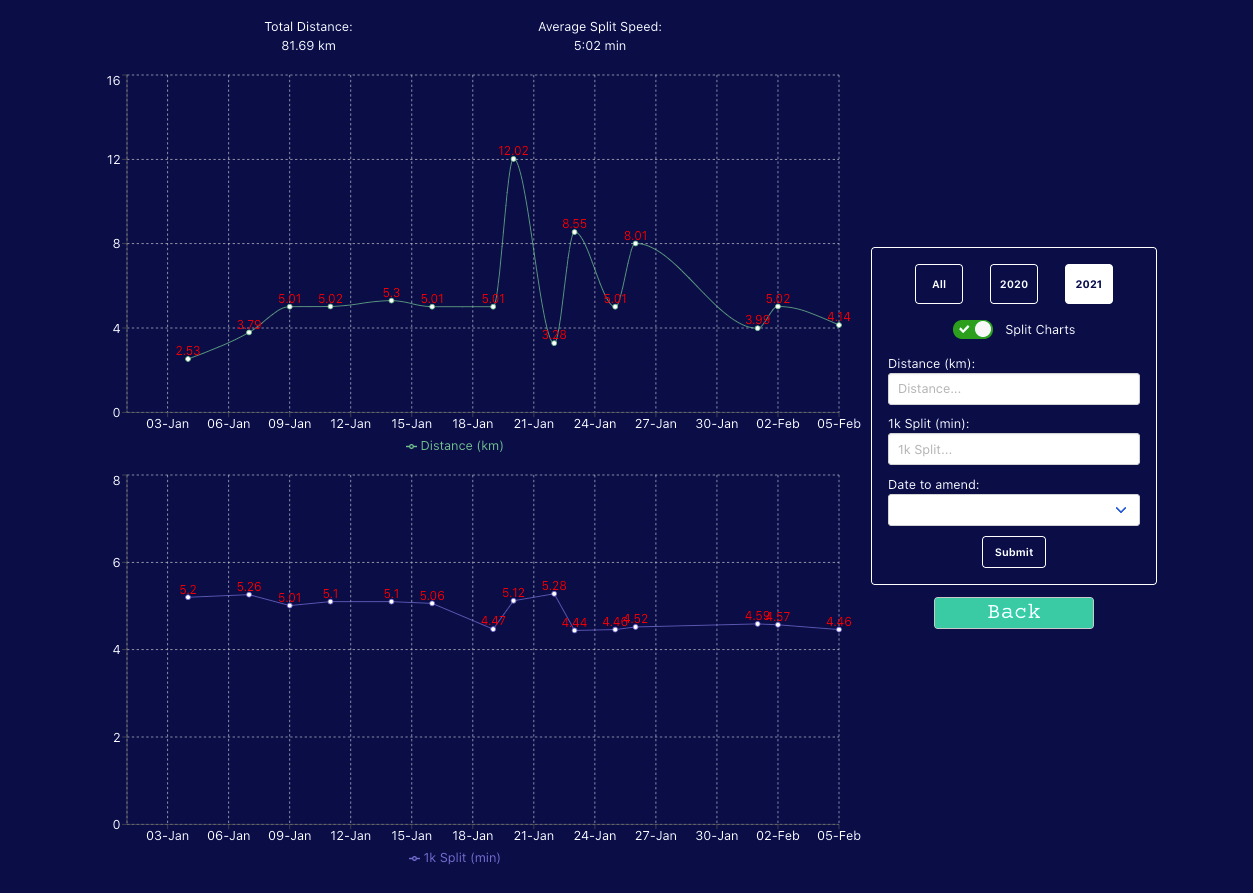 Total Distance:
81.69 km
Average Split Speed:
5:02 min
16
12
8
4
0
2.53
3.79
5.01
5.02
5.3
5.01
5.01
12.02
3.28
8.55
5.01
8.01
3.99
5.02
4.14
03-Jan 06-Jan 09-Jan 12-Jan 15-Jan 18-Jan 21-Jan 24-Jan 27-Jan 30-Jan 02-Feb 05-Feb
Distance (km)
8
6
4
2
0
5.2
5.26
5.01
5.1
5.1
5.06
4.47
5.12
5.28
4.44
4.46
4.52
4.59
4.57
4.46
03-Jan 06-Jan 09-Jan 12-Jan 15-Jan 18-Jan 21-Jan 24-Jan 27-Jan 30-Jan 02-Feb 05-Feb
1k Split (min)
All 2020 2021
Split Charts
Distance (km):
Distance...
1k Split (min):
1k Split...
Date to amend:
Submit
Back